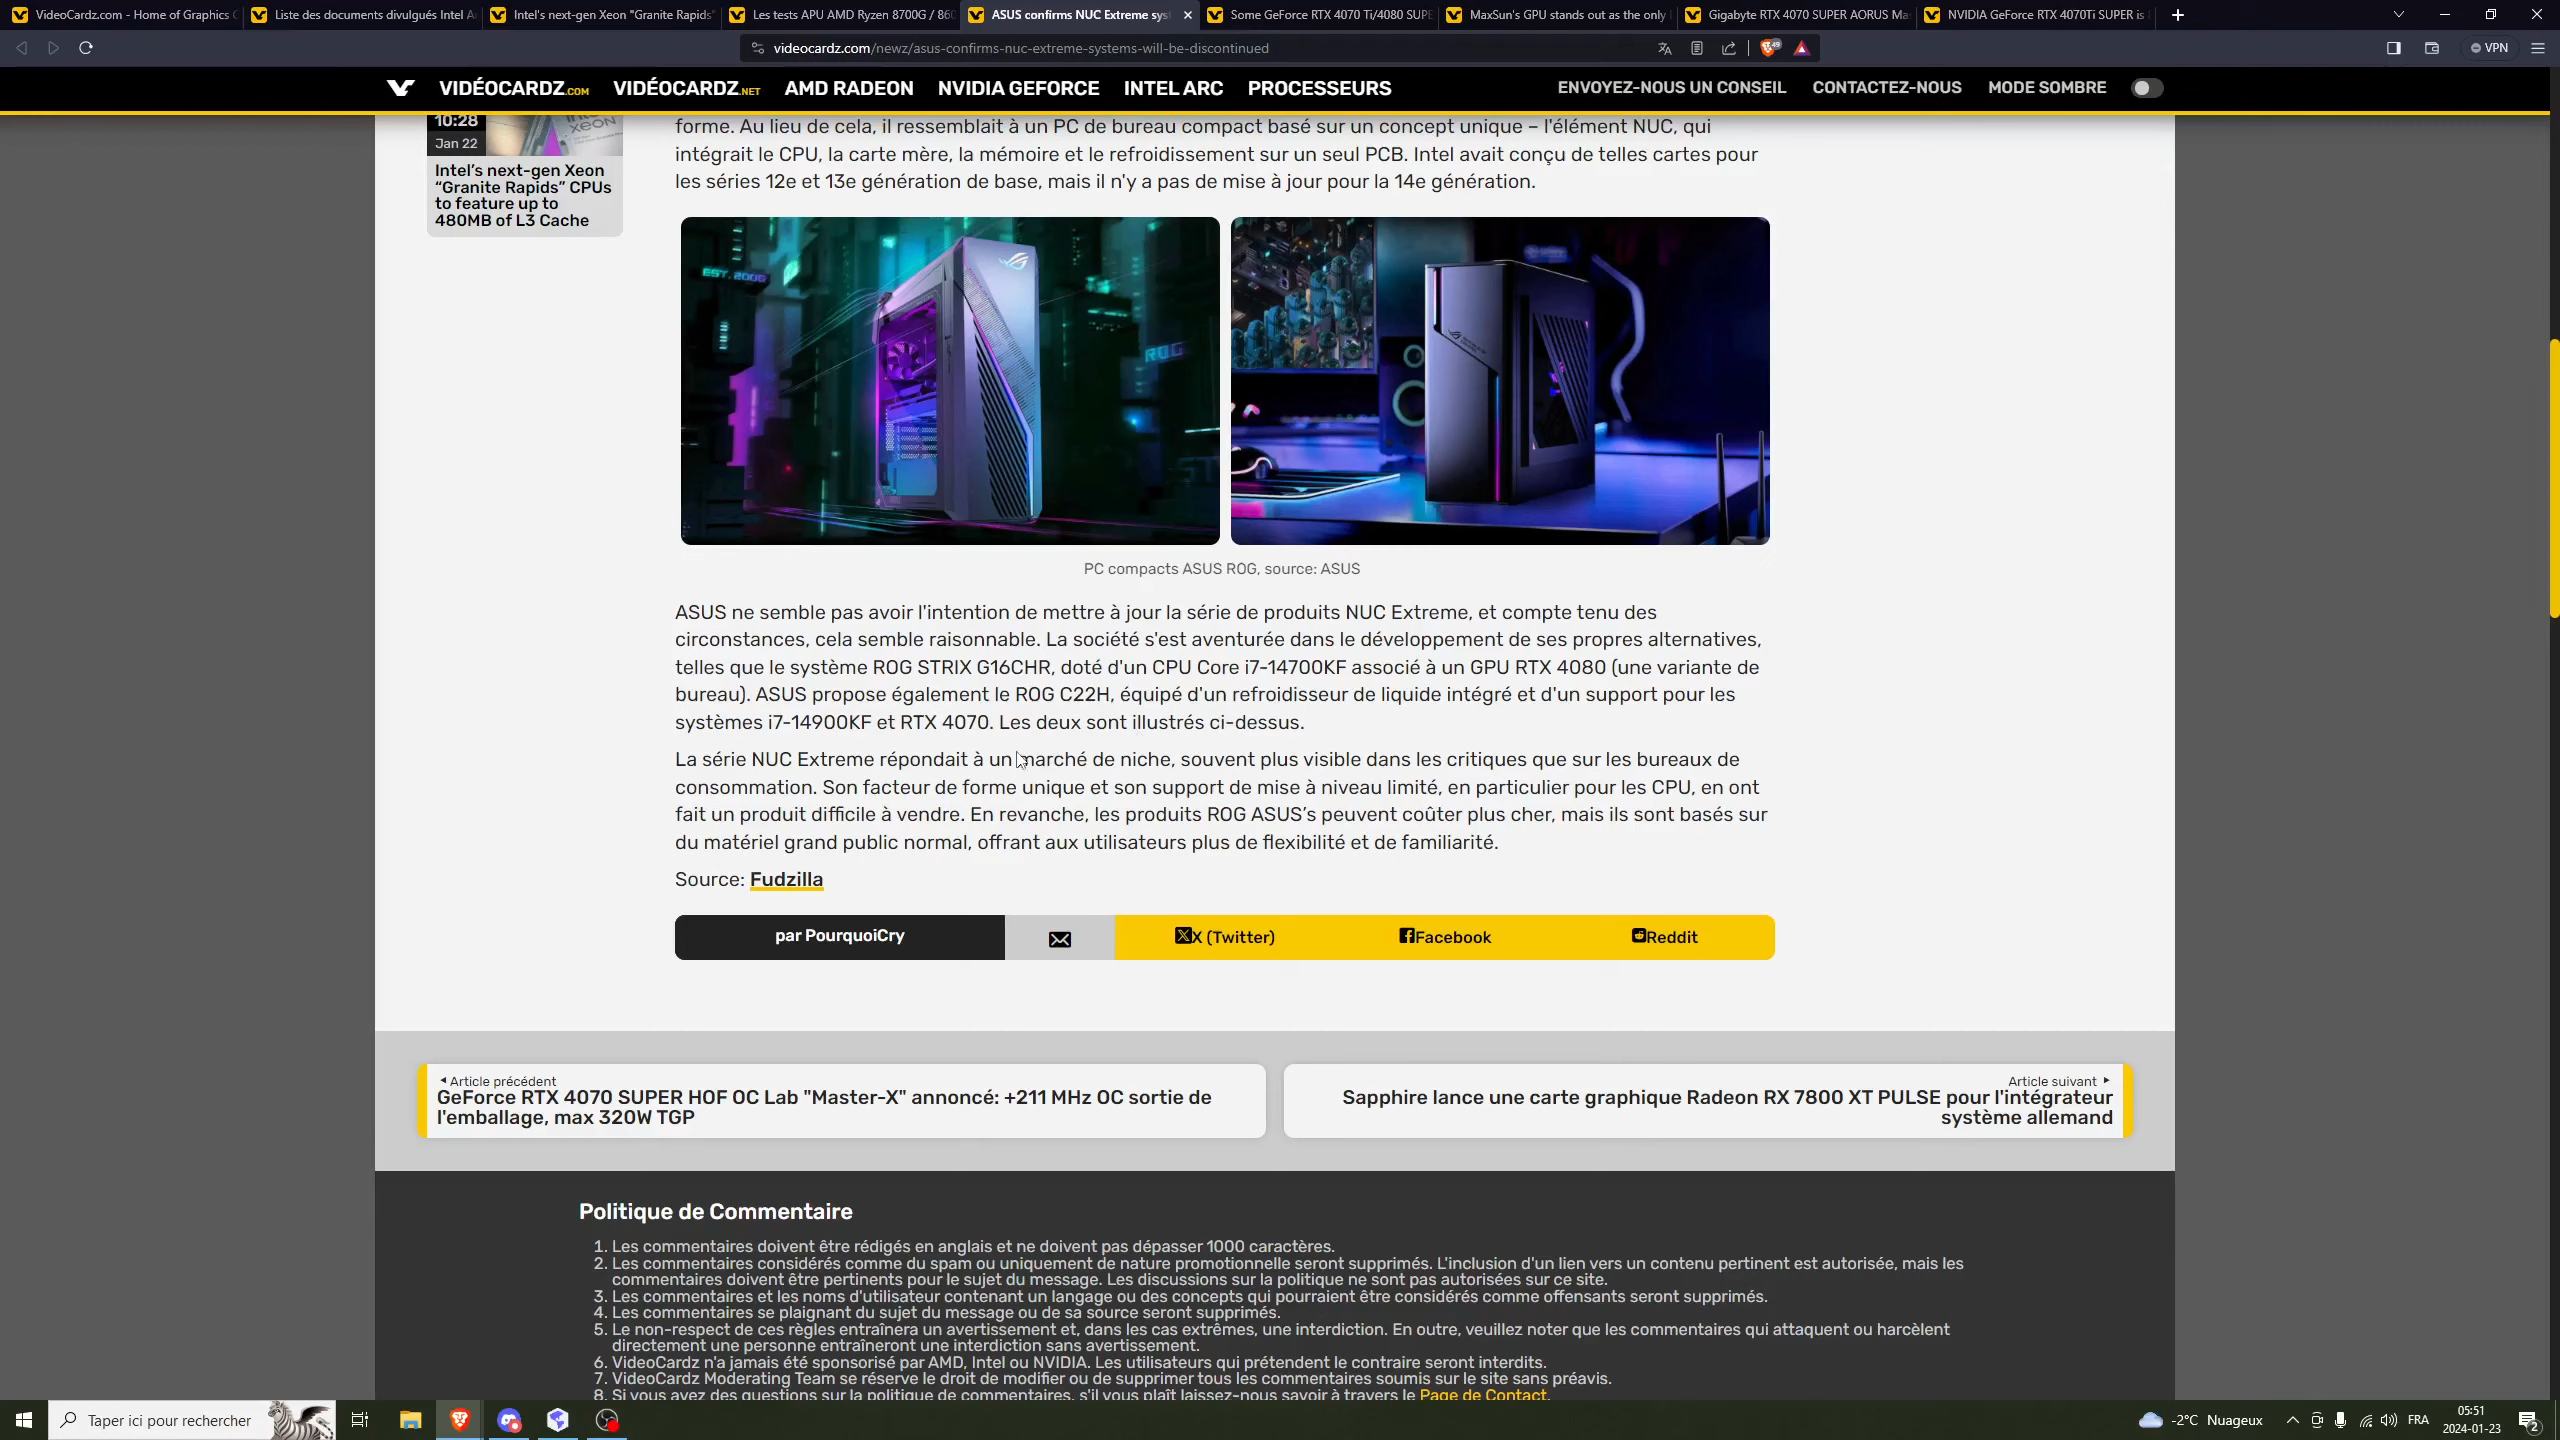 VideoCardz.com - Home of Graphics
Liste des documents divulgués Intel
Intel's next-gen Xeon "Granite Rapids"
Les tests APU AMD Ryzen 8700G / 860
ASUS confirms NUC Extreme sys
Some GeForce RTX 4070 Ti/4080 SUPE
MaxSun's GPU stands out as the only
Gigabyte RTX 4070 SUPER AORUS Ma
NVIDIA GeForce RTX 4070Ti SUPER is
videocardz.com/newz/asus-confirms-nuc-extreme-systems-will-be-discontinued
VPN
VIDÉOCARDZ.COM VIDÉOCARDZ.NET AMD RADEON NVIDIA GEFORCE INTEL ARC PROCESSEURS ENVOYEZ-NOUS UN CONSEIL CONTACTEZ-NOUS MODE SOMBRE
10:28
Jan 22
Intel's next-gen Xeon
“Granite Rapids” CPUs
to feature up to
480MB of L3 Cache
forme. Au lieu de cela, il ressemblait à un PC de bureau compact basé sur un concept unique – l'élément NUC, qui
intégrait le CPU, la carte mère, la mémoire et le refroidissement sur un seul PCB. Intel avait conçu de telles cartes pour
les séries 12e et 13e génération de base, mais il n'y a pas de mise à jour pour la 14e génération.
EST. 2006
ROG
PC compacts ASUS ROG, source: ASUS
ASUS ne semble pas avoir l'intention de mettre à jour la série de produits NUC Extreme, et compte tenu des
circonstances, cela semble raisonnable. La société s'est aventurée dans le développement de ses propres alternatives,
telles que le système ROG STRIX G16CHR, doté d'un CPU Core i7-14700KF associé à un GPU RTX 4080 (une variante de
bureau). ASUS propose également le ROG C22H, équipé d'un refroidisseur de liquide intégré et d'un support pour les
systèmes i7-14900KF et RTX 4070. Les deux sont illustrés ci-dessus.
La série NUC Extreme répondait à un marché de niche, souvent plus visible dans les critiques que sur les bureaux de
consommation. Son facteur de forme unique et son support de mise à niveau limité, en particulier pour les CPU, en ont
fait un produit difficile à vendre. En revanche, les produits ROG ASUS’s peuvent coûter plus cher, mais ils sont basés sur
du matériel grand public normal, offrant aux utilisateurs plus de flexibilité et de familiarité.
Source: Fudzilla
par PourquoiCry
X (Twitter)
Facebook
Reddit
Article précédent
GeForce RTX 4070 SUPER HOF OC Lab "Master-X" annoncé: +211 MHz OC sortie de
l'emballage, max 320W TGP
Article suivant
Sapphire lance une carte graphique Radeon RX 7800 XT PULSE pour l'intégrateur
système allemand
Politique de Commentaire
1. Les commentaires doivent être rédigés en anglais et ne doivent pas dépasser 1000 caractères.
2. Les commentaires considérés comme du spam ou uniquement de nature promotionnelle seront supprimés. L'inclusion d'un lien vers un contenu pertinent est autorisée, mais les
commentaires doivent être pertinents pour le sujet du message. Les discussions sur la politique ne sont pas autorisées sur ce site.
3. Les commentaires et les noms d'utilisateur contenant un langage ou des concepts qui pourraient être considérés comme offensants seront supprimés.
4. Les commentaires se plaignant du sujet du message ou de sa source seront supprimés.
5. Le non-respect de ces règles entraînera un avertissement et, dans les cas extrêmes, une interdiction. En outre, veuillez noter que les commentaires qui attaquent ou harcèlent
directement une personne entraîneront une interdiction sans avertissement.
6. VideoCardz n'a jamais été sponsorisé par AMD, Intel ou NVIDIA. Les utilisateurs qui prétendent le contraire seront interdits.
7. VideoCardz Moderating Team se réserve le droit de modifier ou de supprimer tous les commentaires soumis sur le site sans préavis.
8. Si vous avez des questions sur la politique de commentaires, s'il vous plaît laissez-nous savoir à travers le Page de Contact.
Taper ici pour rechercher
-2°C Nuageux
FRA
05:51
2024-01-23
2